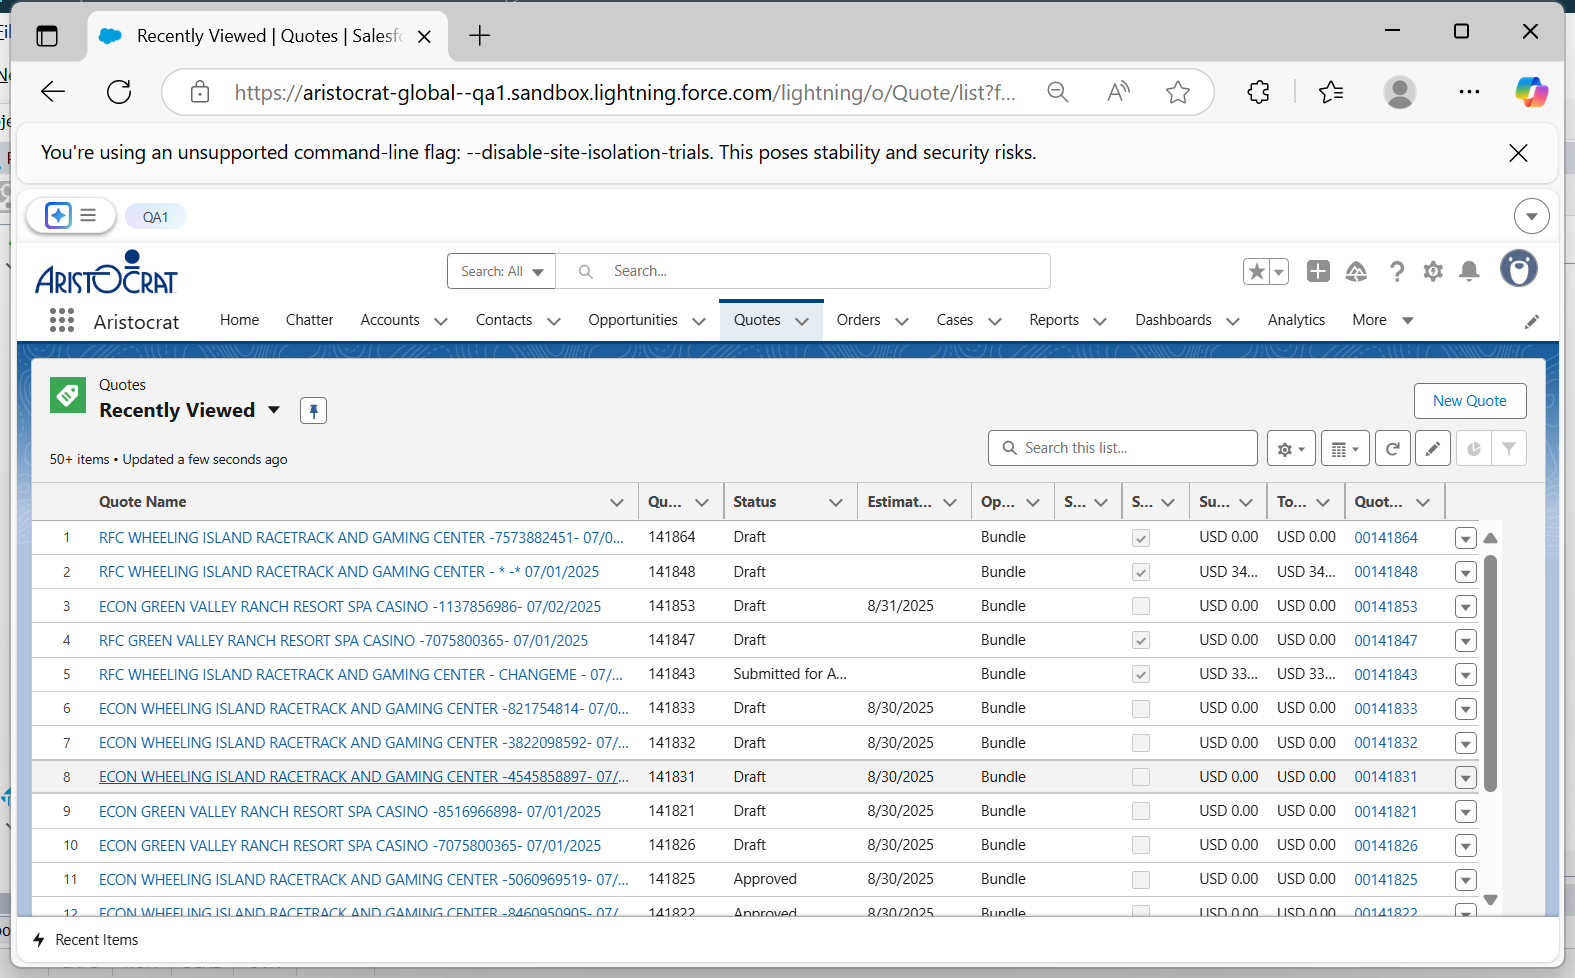 Recently Viewed | Quotes | Salesfo
https://aristocrat-global--qa1.sandbox.lightning.force.com/lightning/o/Quote/list?f...
You're using an unsupported command-line flag: --disable-site-isolation-trials. This poses stability and security risks.
QA1
ARISTOCRAT
Search: All
Search...
Aristocrat Home Chatter Accounts Contacts Opportunities Quotes Orders Cases Reports Dashboards Analytics More
Quotes
Recently Viewed
New Quote
50+ items • Updated a few seconds ago
Search this list...
Quote Name Qu... Status Estimat... Op... S... S... Su... To... Quot...
1 RFC WHEELING ISLAND RACETRACK AND GAMING CENTER -7573882451- 07/0... 141864 Draft Bundle USD 0.00 USD 0.00 00141864
2 RFC WHEELING ISLAND RACETRACK AND GAMING CENTER - * -* 07/01/2025 141848 Draft Bundle USD 34... USD 34... 00141848
3 ECON GREEN VALLEY RANCH RESORT SPA CASINO -1137856986- 07/02/2025 141853 Draft 8/31/2025 Bundle USD 0.00 USD 0.00 00141853
4 RFC GREEN VALLEY RANCH RESORT SPA CASINO -7075800365- 07/01/2025 141847 Draft Bundle USD 0.00 USD 0.00 00141847
5 RFC WHEELING ISLAND RACETRACK AND GAMING CENTER - CHANGEME - 07/... 141843 Submitted for A... Bundle USD 33... USD 33... 00141843
6 ECON WHEELING ISLAND RACETRACK AND GAMING CENTER -821754814- 07/0... 141833 Draft 8/30/2025 Bundle USD 0.00 USD 0.00 00141833
7 ECON WHEELING ISLAND RACETRACK AND GAMING CENTER -3822098592- 07/... 141832 Draft 8/30/2025 Bundle USD 0.00 USD 0.00 00141832
8 ECON WHEELING ISLAND RACETRACK AND GAMING CENTER -4545858897- 07/... 141831 Draft 8/30/2025 Bundle USD 0.00 USD 0.00 00141831
9 ECON GREEN VALLEY RANCH RESORT SPA CASINO -8516966898- 07/01/2025 141821 Draft 8/30/2025 Bundle USD 0.00 USD 0.00 00141821
10 ECON GREEN VALLEY RANCH RESORT SPA CASINO -7075800365- 07/01/2025 141826 Draft 8/30/2025 Bundle USD 0.00 USD 0.00 00141826
11 ECON WHEELING ISLAND RACETRACK AND GAMING CENTER -5060969519- 07/... 141825 Approved 8/30/2025 Bundle USD 0.00 USD 0.00 00141825
12 ECON WHEELING ISLAND RACETRACK AND GAMING CENTER -8460950905- 07/ 141822 Approved 8/30/2025 Bundle USD 0.00 USD 0.00 00141822
Recent Items